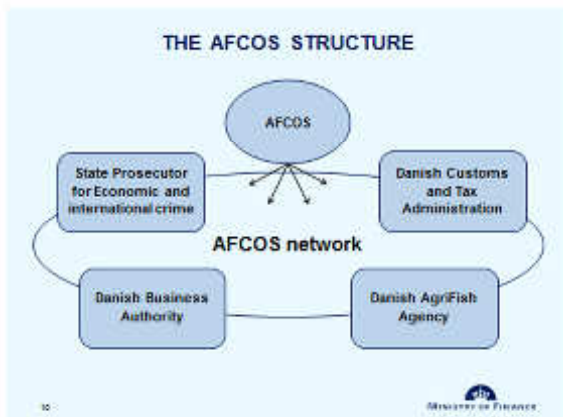 THE AFCOS STRUCTURE
AFCOS
State Prosecutor
for Economic and
international crime
Danish Customs
and Tax
Administration
AFCOS network
Danish Business
Authority
Danish AgriFish
Agency
10
MINISTRY OF FINANCE